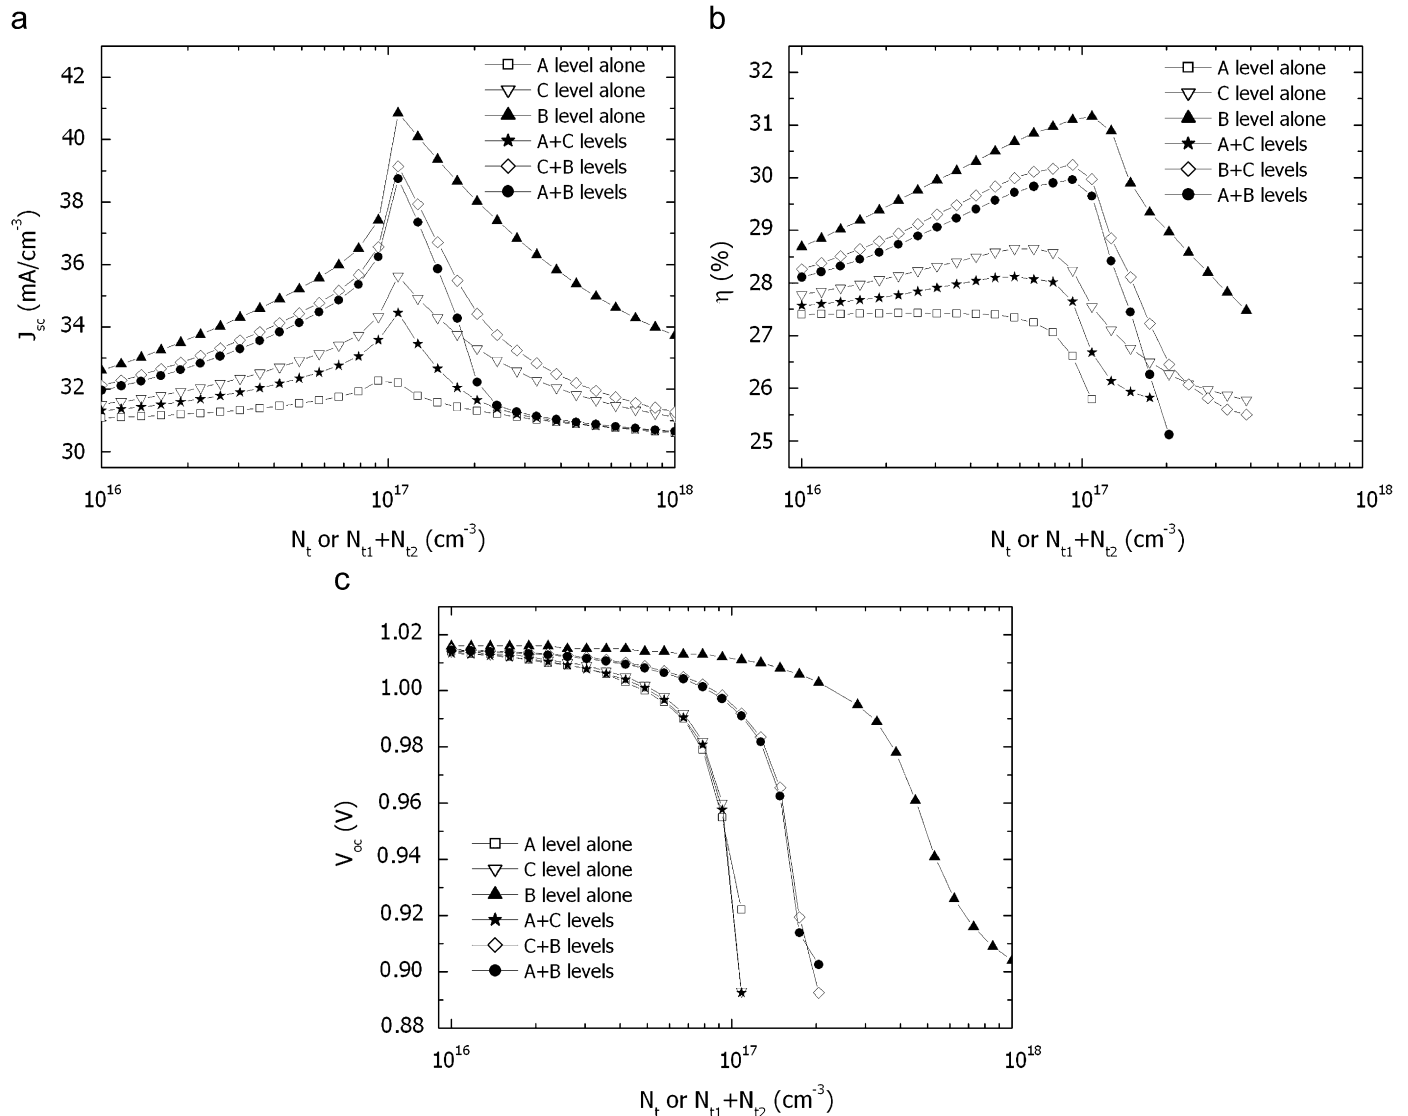 a
42
40
38
36
34
32
30
J_sc (mA/cm^-3)
A level alone
C level alone
B level alone
A+C levels
C+B levels
A+B levels
10^16
10^17
10^18
N_t or N_t1+N_t2 (cm^-3)
b
32
31
30
29
28
27
26
25
η (%)
A level alone
C level alone
B level alone
A+C levels
B+C levels
A+B levels
10^16
10^17
10^18
N_t or N_t1+N_t2 (cm^-3)
c
1.02
1.00
0.98
0.96
0.94
0.92
0.90
0.88
V_oc (V)
A level alone
C level alone
B level alone
A+C levels
C+B levels
A+B levels
10^16
10^17
10^18
N_t or N_t1+N_t2 (cm^-3)